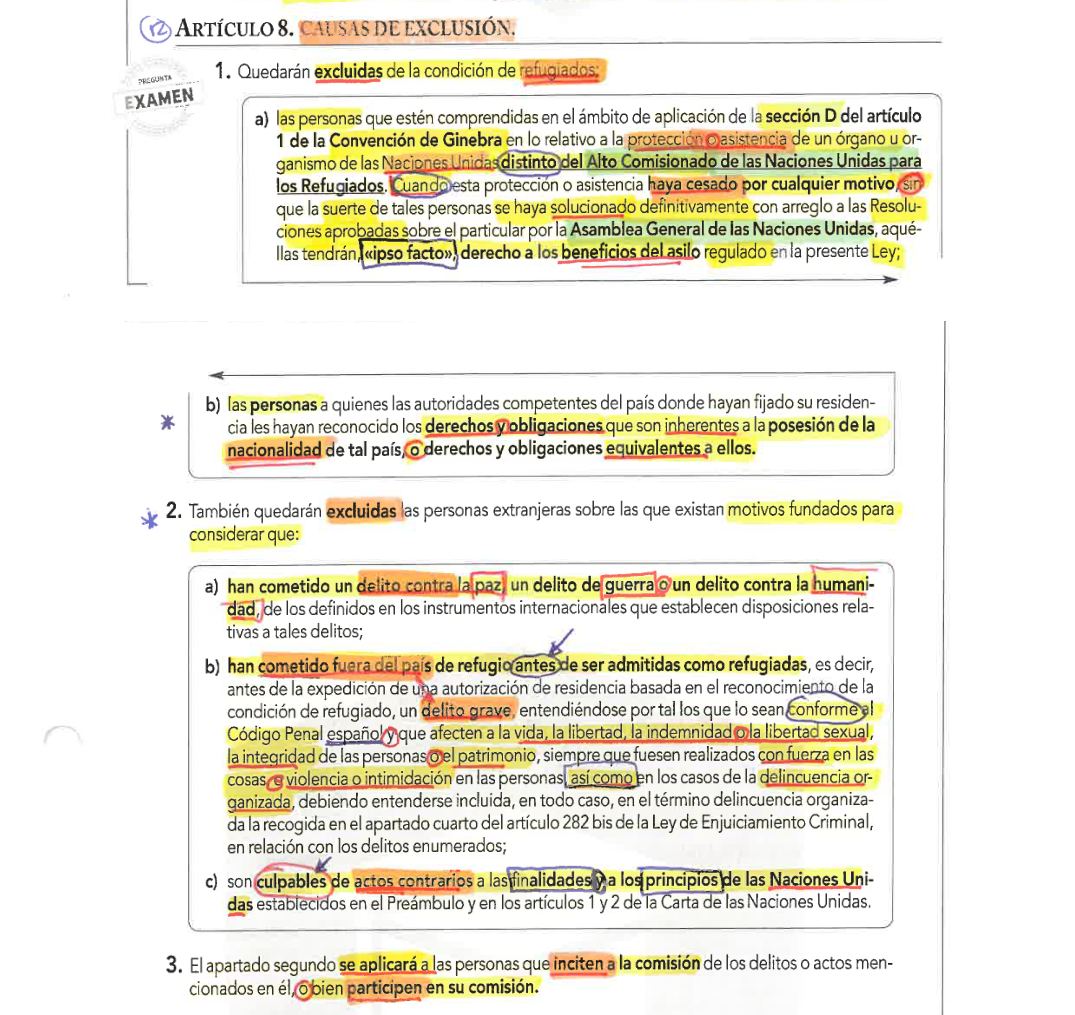 12 ARTÍCULO 8. CAUSAS DE EXCLUSIÓN.
PREGUNTA
EXAMEN
1. Quedarán excluidas de la condición de refugiados:
a) las personas que estén comprendidas en el ámbito de aplicación de la sección D del artículo
1 de la Convención de Ginebra en lo relativo a la protección o asistencia de un órgano u or-
ganismo de las Naciones Unidas distinto del Alto Comisionado de las Naciones Unidas para
los Refugiados. Cuando esta protección o asistencia haya cesado por cualquier motivo, sin
que la suerte de tales personas se haya solucionado definitivamente con arreglo a las Resolu-
ciones aprobadas sobre el particular por la Asamblea General de las Naciones Unidas, aqué-
llas tendrán, «ipso facto», derecho a los beneficios del asilo regulado en la presente Ley;
b) las personas a quienes las autoridades competentes del país donde hayan fijado su residen-
cia les hayan reconocido los derechos y obligaciones que son inherentes a la posesión de la
nacionalidad de tal país, o derechos y obligaciones equivalentes a ellos.
2. También quedarán excluidas las personas extranjeras sobre las que existan motivos fundados para
considerar que:
a) han cometido un delito contra la paz, un delito de guerra o un delito contra la humani-
dad, de los definidos en los instrumentos internacionales que establecen disposiciones rela-
tivas a tales delitos;
b) han cometido fuera del país de refugio antes de ser admitidas como refugiadas, es decir,
antes de la expedición de una autorización de residencia basada en el reconocimiento de la
condición de refugiado, un delito grave, entendiéndose por tal los que lo sean conforme al
Código Penal español y que afecten a la vida, la libertad, la indemnidad o la libertad sexual,
la integridad de las personas o el patrimonio, siempre que fuesen realizados con fuerza en las
cosas, o violencia o intimidación en las personas, así como en los casos de la delincuencia or-
ganizada, debiendo entenderse incluida, en todo caso, en el término delincuencia organiza-
da la recogida en el apartado cuarto del artículo 282 bis de la Ley de Enjuiciamiento Criminal,
en relación con los delitos enumerados;
c) son culpables de actos contrarios a las finalidades y a los principios de las Naciones Uni-
das establecidos en el Preámbulo y en los artículos 1 y 2 de la Carta de las Naciones Unidas.
3. El apartado segundo se aplicará a las personas que inciten a la comisión de los delitos o actos men-
cionados en él, o bien participen en su comisión.